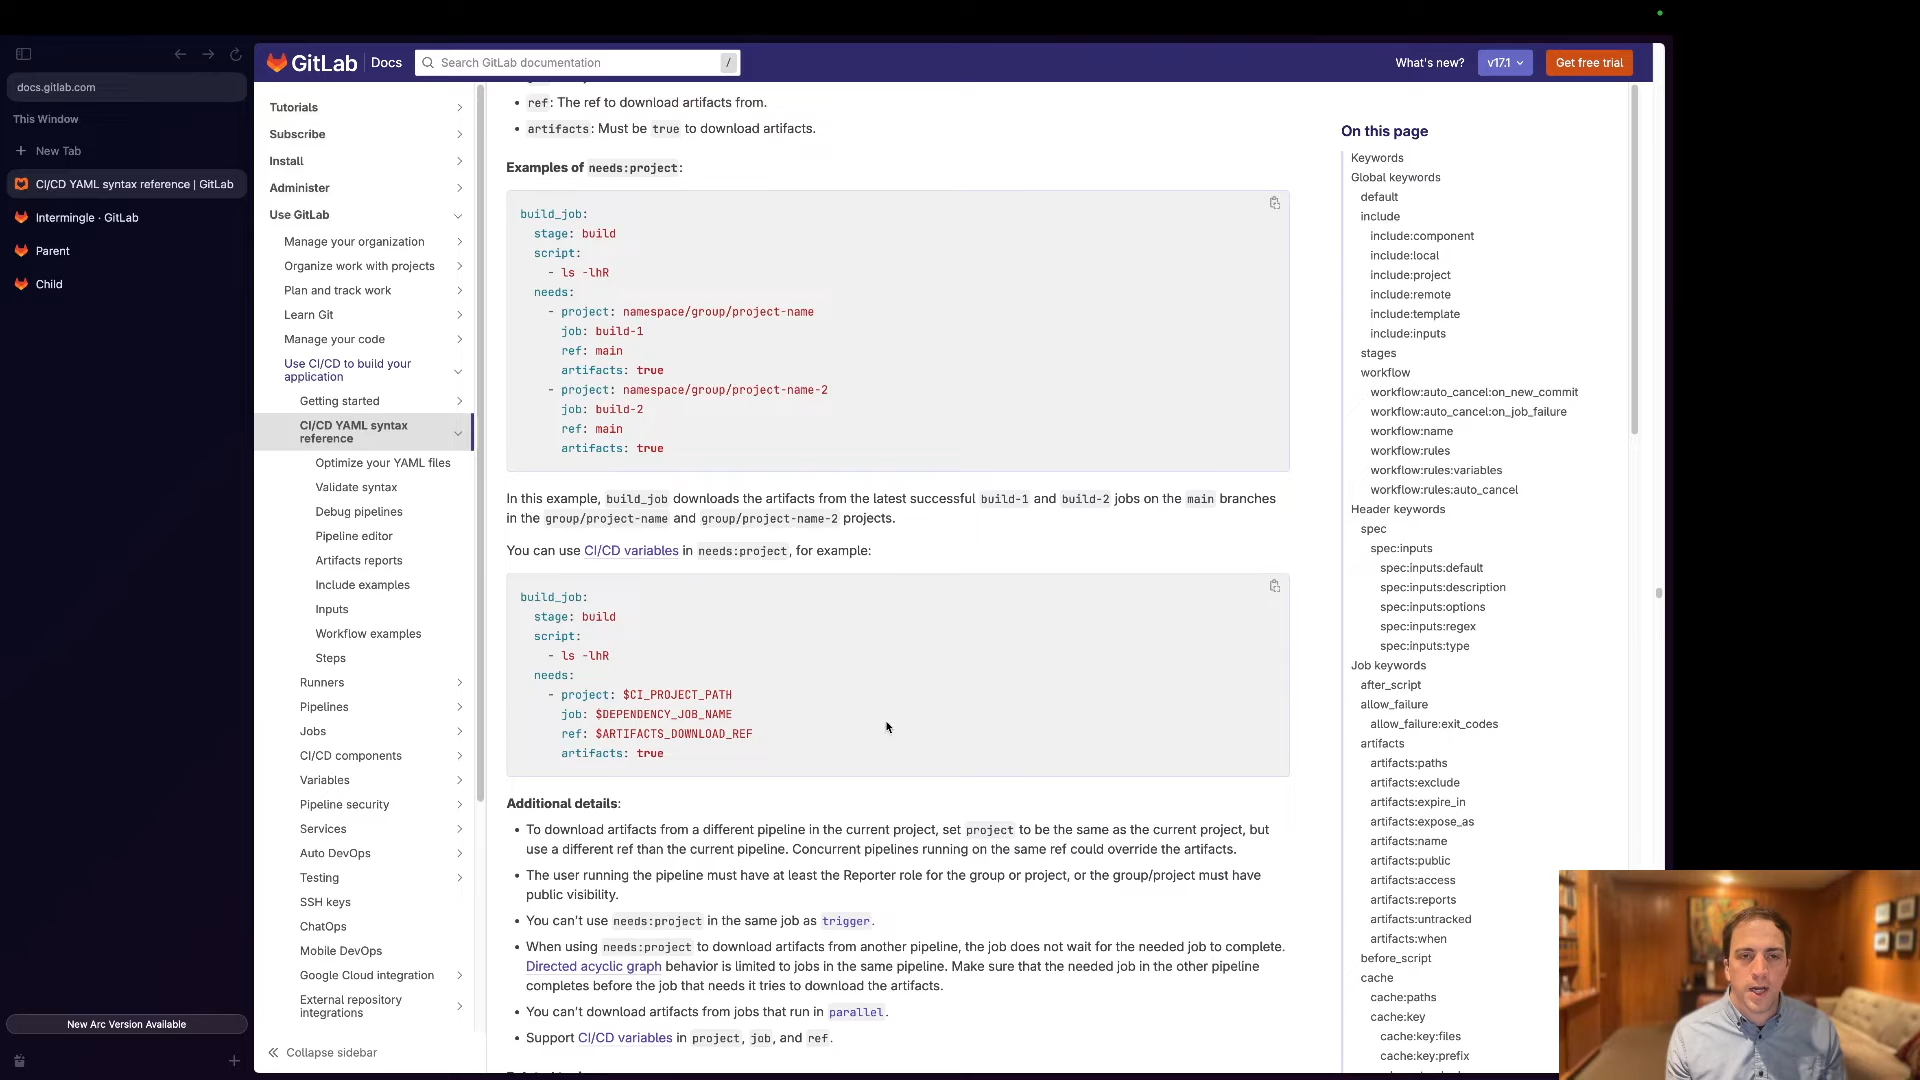 docs.gitlab.com
This Window
New Tab
CI/CD YAML syntax reference | GitLab
Intermingle · GitLab
Parent
Child
New Arc Version Available
GitLab Docs
Search GitLab documentation /
What's new? v17.1 Get free trial
Tutorials
Subscribe
Install
Administer
Use GitLab
Manage your organization
Organize work with projects
Plan and track work
Learn Git
Manage your code
Use CI/CD to build your
application
Getting started
CI/CD YAML syntax
reference
Optimize your YAML files
Validate syntax
Debug pipelines
Pipeline editor
Artifacts reports
Include examples
Inputs
Workflow examples
Steps
Runners
Pipelines
Jobs
CI/CD components
Variables
Pipeline security
Services
Auto DevOps
Testing
SSH keys
ChatOps
Mobile DevOps
Google Cloud integration
External repository
integrations
Collapse sidebar
• ref: The ref to download artifacts from.
• artifacts: Must be true to download artifacts.
Examples of needs:project:
build_job:
stage: build
script:
- ls -lhR
needs:
- project: namespace/group/project-name
job: build-1
ref: main
artifacts: true
- project: namespace/group/project-name-2
job: build-2
ref: main
artifacts: true
In this example, build_job downloads the artifacts from the latest successful build-1 and build-2 jobs on the main branches
in the group/project-name and group/project-name-2 projects.
You can use CI/CD variables in needs:project, for example:
build_job:
stage: build
script:
- ls -lhR
needs:
- project: $CI_PROJECT_PATH
job: $DEPENDENCY_JOB_NAME
ref: $ARTIFACTS_DOWNLOAD_REF
artifacts: true
Additional details:
• To download artifacts from a different pipeline in the current project, set project to be the same as the current project, but
use a different ref than the current pipeline. Concurrent pipelines running on the same ref could override the artifacts.
• The user running the pipeline must have at least the Reporter role for the group or project, or the group/project must have
public visibility.
• You can't use needs:project in the same job as trigger.
• When using needs:project to download artifacts from another pipeline, the job does not wait for the needed job to complete.
Directed acyclic graph behavior is limited to jobs in the same pipeline. Make sure that the needed job in the other pipeline
completes before the job that needs it tries to download the artifacts.
• You can't download artifacts from jobs that run in parallel.
• Support CI/CD variables in project, job, and ref.
On this page
Keywords
Global keywords
default
include
include:component
include:local
include:project
include:remote
include:template
include:inputs
stages
workflow
workflow:auto_cancel:on_new_commit
workflow:auto_cancel:on_job_failure
workflow:name
workflow:rules
workflow:rules:variables
workflow:rules:auto_cancel
Header keywords
spec
spec:inputs
spec:inputs:default
spec:inputs:description
spec:inputs:options
spec:inputs:regex
spec:inputs:type
Job keywords
after_script
allow_failure
allow_failure:exit_codes
artifacts
artifacts:paths
artifacts:exclude
artifacts:expire_in
artifacts:expose_as
artifacts:name
artifacts:public
artifacts:access
artifacts:reports
artifacts:untracked
artifacts:when
before_script
cache
cache:paths
cache:key
cache:key:files
cache:key:prefix